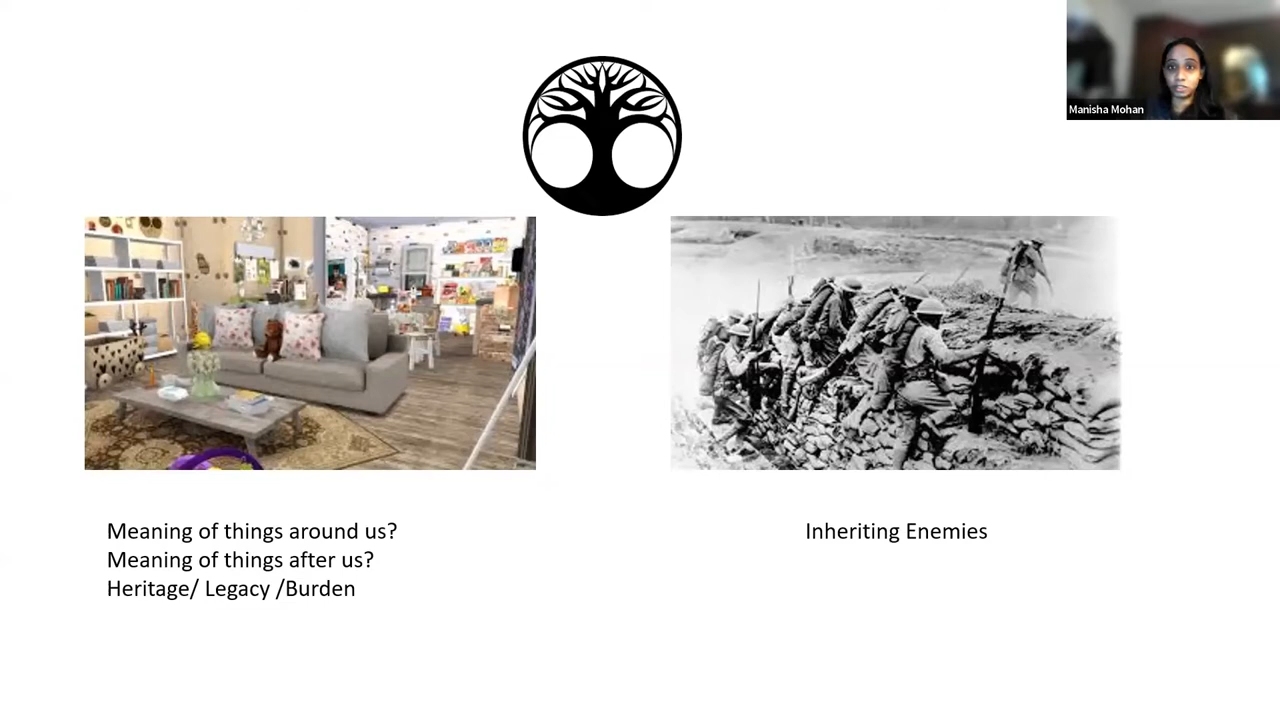 Manisha Mohan
Meaning of things around us?
Meaning of things after us?
Heritage/ Legacy /Burden
Inheriting Enemies